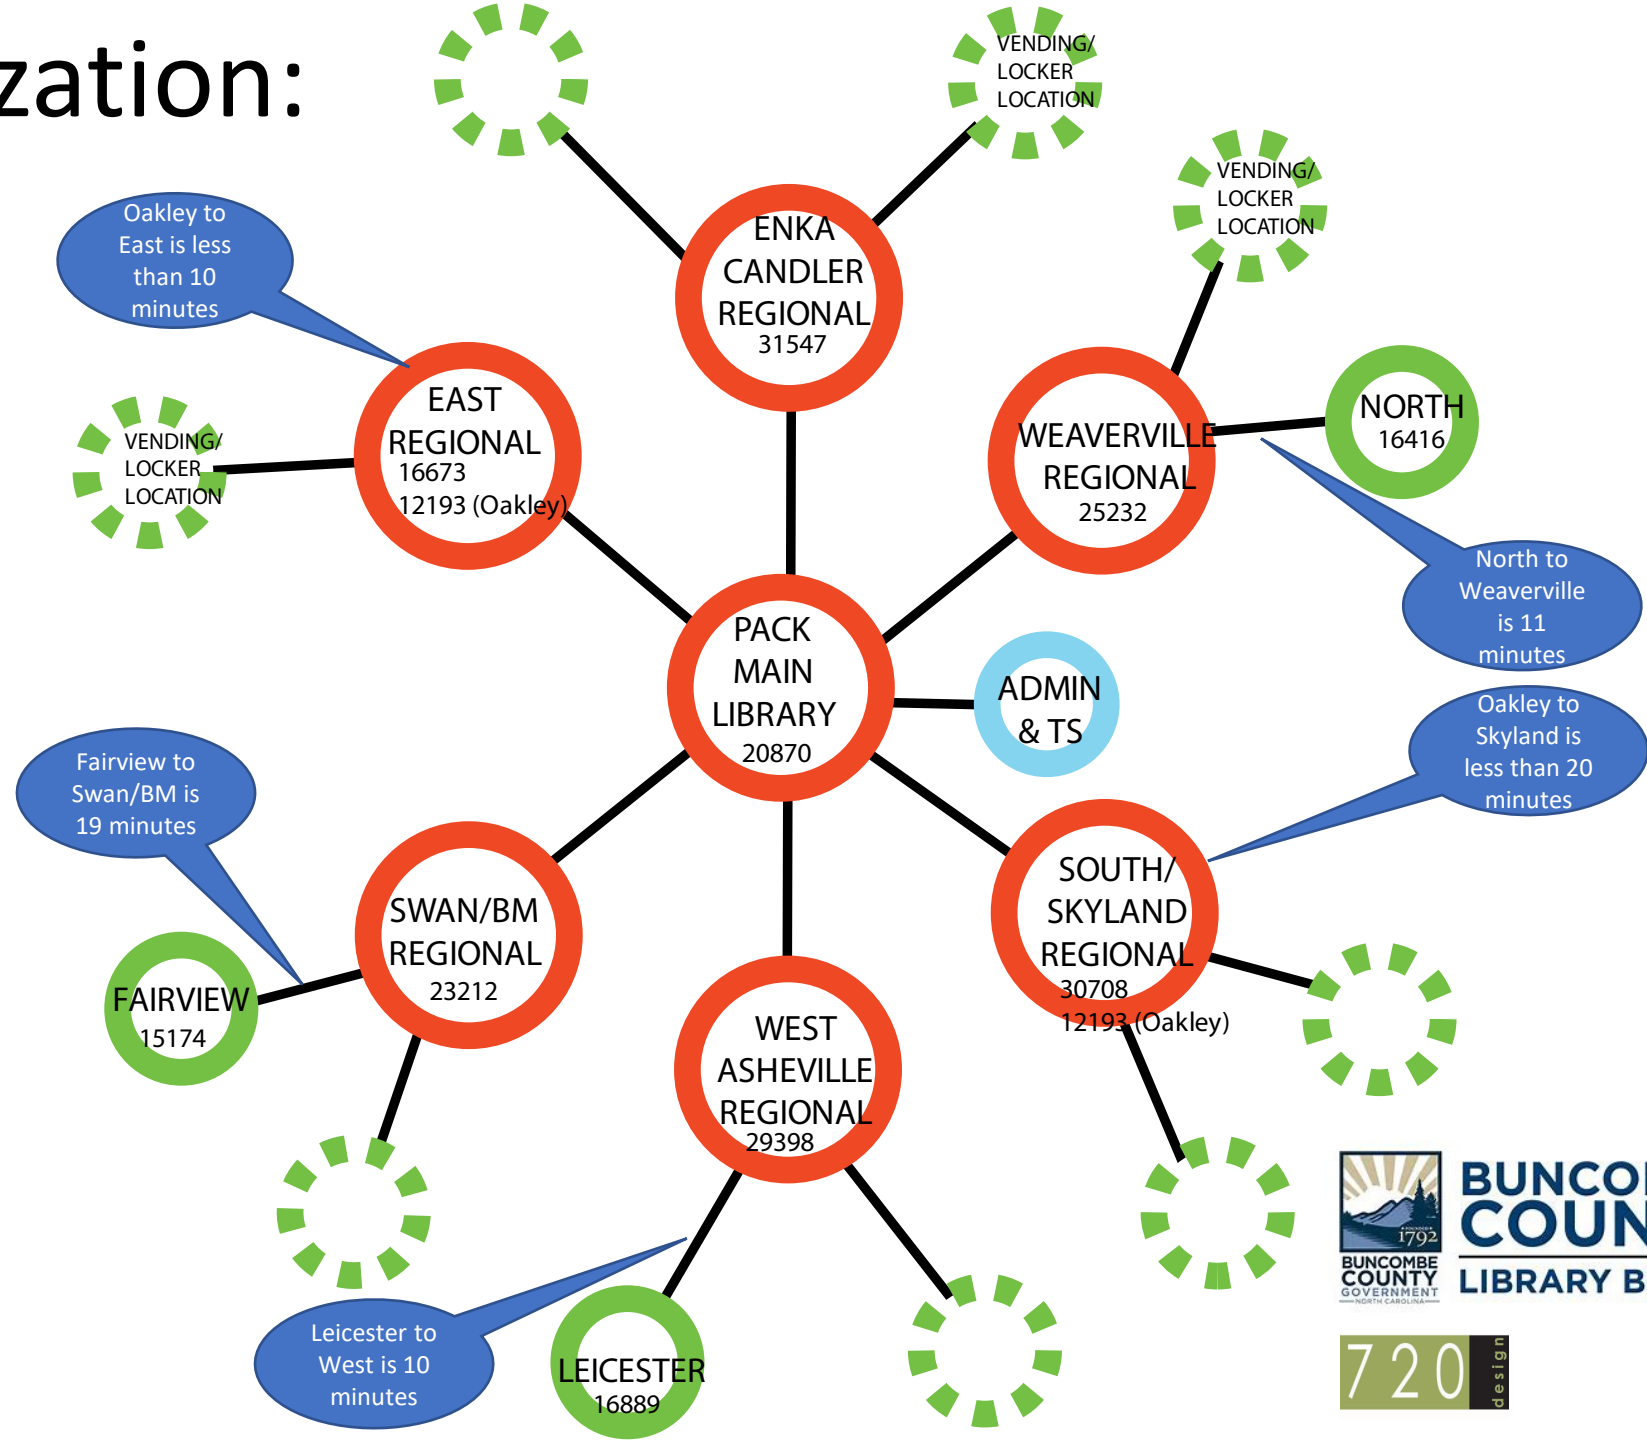 zation:
VENDING/
LOCKER
LOCATION
VENDING/
LOCKER
LOCATION
Oakley to
East is less
than 10
minutes
ENKA
CANDLER
REGIONAL
31547
EAST
REGIONAL
16673
12193 (Oakley)
VENDING/
LOCKER
LOCATION
WEAVERVILLE
REGIONAL
25232
NORTH
16416
North to
Weaverville
is 11
minutes
PACK
MAIN
LIBRARY
20870
ADMIN
& TS
Oakley to
Skyland is
less than 20
minutes
Fairview to
Swan/BM is
19 minutes
SWAN/BM
REGIONAL
23212
FAIRVIEW
15174
SOUTH/
SKYLAND
REGIONAL
30708
12193 (Oakley)
WEST
ASHEVILLE
REGIONAL
29398
Leicester to
West is 10
minutes
LEICESTER
16889
FOUNDED
1792
BUNCOMBE
COUNTY
GOVERNMENT
NORTH CAROLINA
BUNCO
COUN
LIBRARY B
720
design